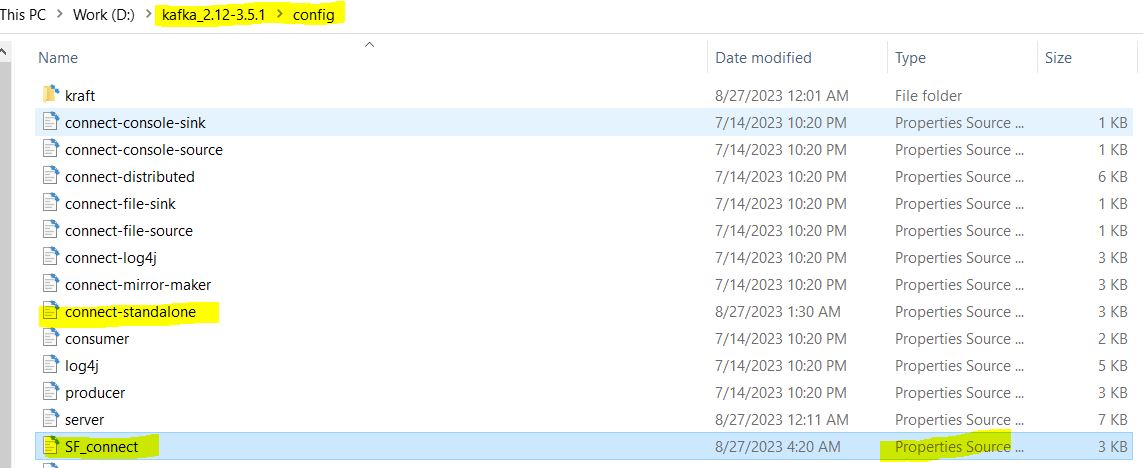 This PC > Work (D:) > kafka_2.12-3.5.1 > config
Name Date modified Type Size
kraft 8/27/2023 12:01 AM File folder
connect-console-sink 7/14/2023 10:20 PM Properties Source ... 1 KB
connect-console-source 7/14/2023 10:20 PM Properties Source ... 1 KB
connect-distributed 7/14/2023 10:20 PM Properties Source ... 6 KB
connect-file-sink 7/14/2023 10:20 PM Properties Source ... 1 KB
connect-file-source 7/14/2023 10:20 PM Properties Source ... 1 KB
connect-log4j 7/14/2023 10:20 PM Properties Source ... 3 KB
connect-mirror-maker 7/14/2023 10:20 PM Properties Source ... 3 KB
connect-standalone 8/27/2023 1:30 AM Properties Source ... 3 KB
consumer 7/14/2023 10:20 PM Properties Source ... 2 KB
log4j 7/14/2023 10:20 PM Properties Source ... 5 KB
producer 7/14/2023 10:20 PM Properties Source ... 3 KB
server 8/27/2023 12:11 AM Properties Source ... 7 KB
SF_connect 8/27/2023 4:20 AM Properties Source ... 3 KB